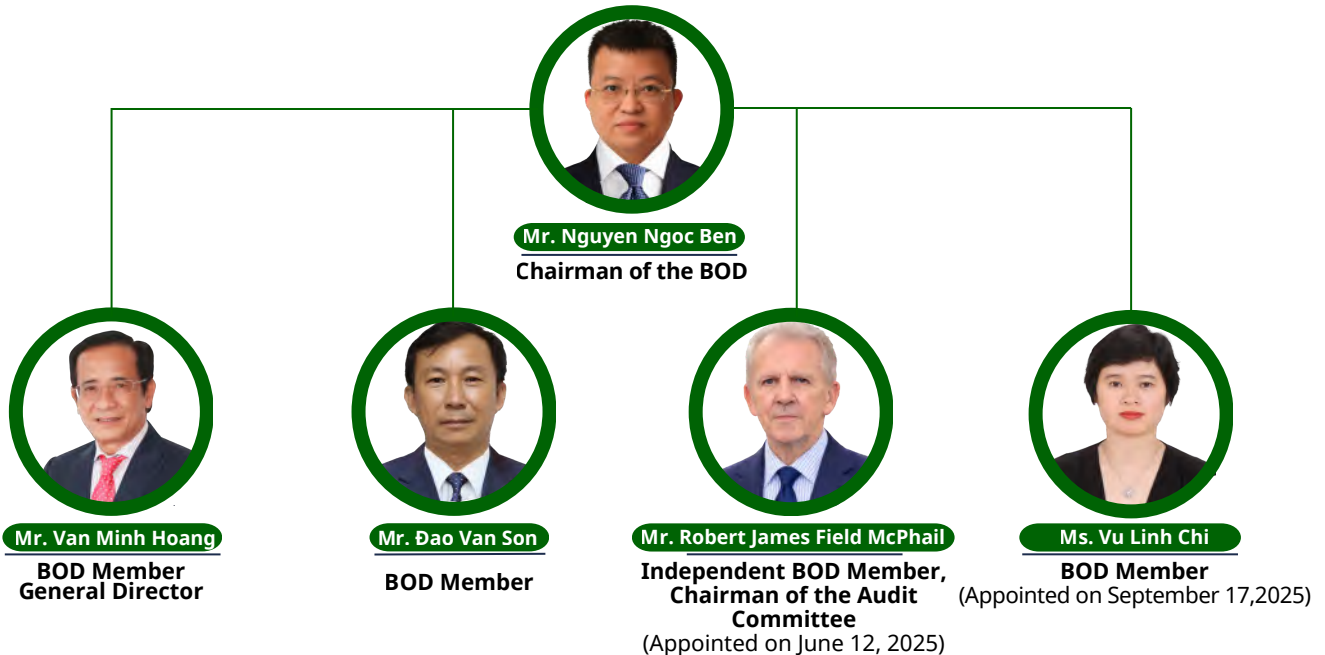 Mr. Nguyen Ngoc Ben
Chairman of the BOD
Mr. Van Minh Hoang
BOD Member
General Director
Mr. Đao Van Son
BOD Member
Mr. Robert James Field McPhail
Independent BOD Member,
Chairman of the Audit
Committee
(Appointed on June 12, 2025)
Ms. Vu Linh Chi
BOD Member
(Appointed on September 17,2025)